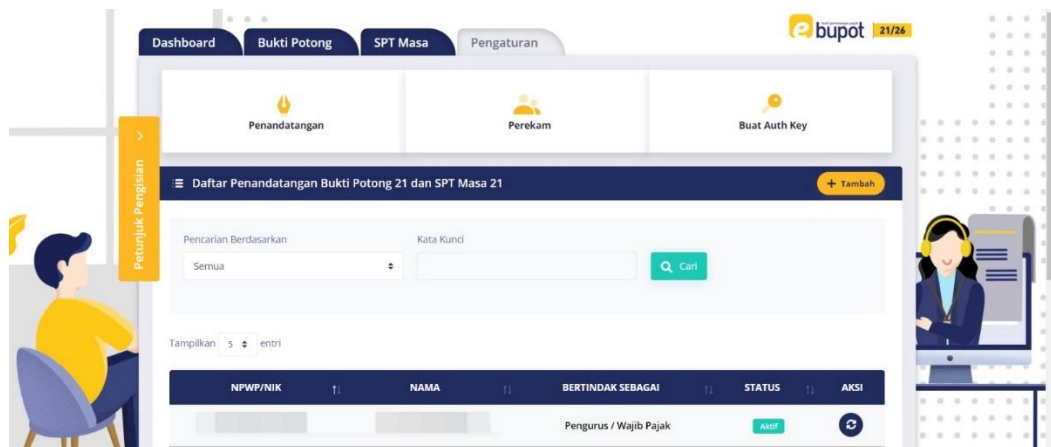 Dashboard Bukti Potong SPT Masa Pengaturan
e bupot 21/26
Penandatangan Perekam Buat Auth Key
Petunjuk Pengisian
Daftar Penandatangan Bukti Potong 21 dan SPT Masa 21 + Tambah
Pencarian Berdasarkan Kata Kunci
Semua Cari
Tampilkan 5 entri
NPWP/NIK NAMA BERTINDAK SEBAGAI STATUS AKSI
Pengurus / Wajib Pajak Aktif